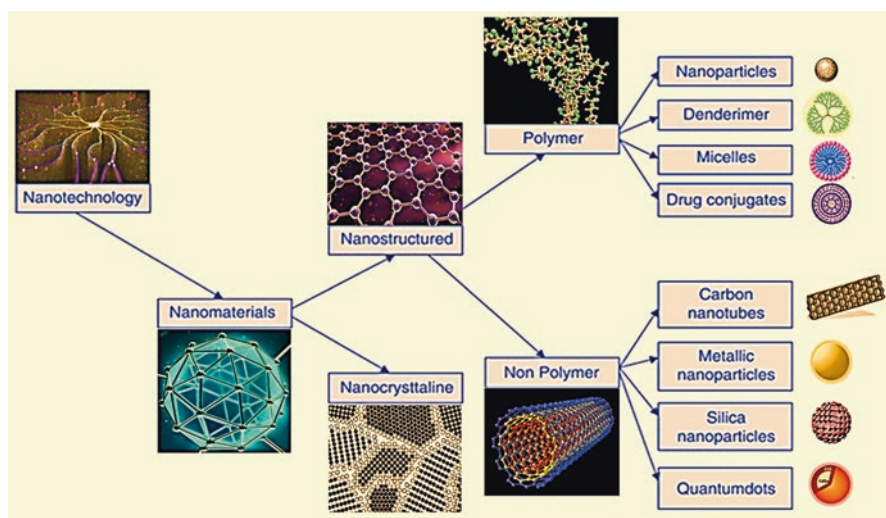 Nanotechnology
Nanomaterials
Nanostructured
Nanocrysttaline
Polymer
Non Polymer
Nanoparticles
Denderimer
Micelles
Drug conjugates
Carbon
nanotubes
Metallic
nanoparticles
Silica
nanoparticles
Quantumdots